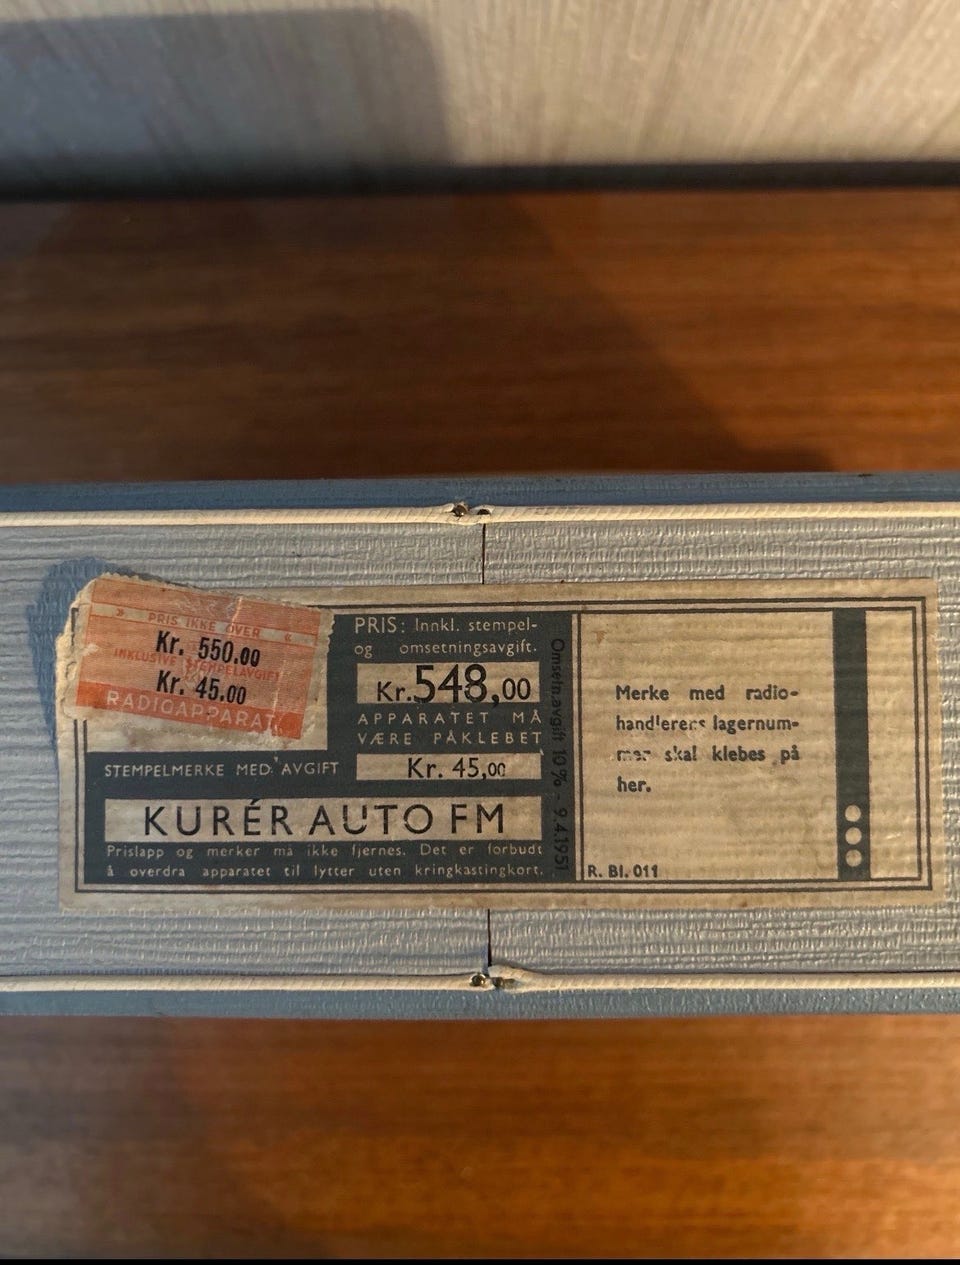 » PRIS IKKE OVER «
Kr. 550.00
INKLUSIVE STEMPELAVGIFT
Kr. 45.00
RADIOAPPARAT
PRIS: Innkl. stempel-
og omsetningsavgift.
Kr. 548,00
APPARATET MÅ
VÆRE PÅKLEBET
STEMPELMERKE MED AVGIFT
Kr. 45,00
KURÉR AUTO FM
Prislapp og merker må ikke fjernes. Det er forbudt
å overdra apparatet til lytter uten kringkastingkort.
Omsetn.avgift 10% - 9.4.1951
Merke med radio-
handlerens lagernum-
mer skal klebes på
her.
R. Bl. 011